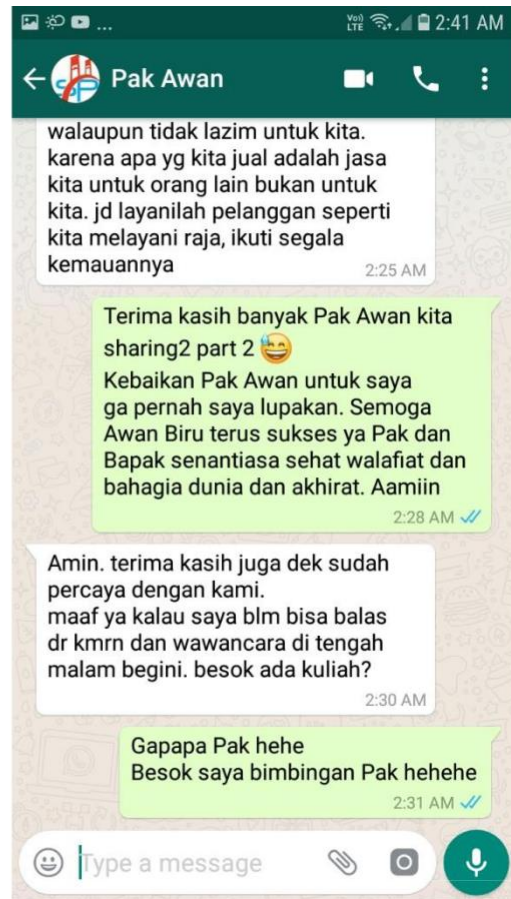 ... Voo) LTE 2:41 AM
Pak Awan
walaupun tidak lazim untuk kita.
karena apa yg kita jual adalah jasa
kita untuk orang lain bukan untuk
kita. jd layanilah pelanggan seperti
kita melayani raja, ikuti segala
kemauannya
2:25 AM
Terima kasih banyak Pak Awan kita
sharing2 part 2 😅
Kebaikan Pak Awan untuk saya
ga pernah saya lupakan. Semoga
Awan Biru terus sukses ya Pak dan
Bapak senantiasa sehat walafiat dan
bahagia dunia dan akhirat. Aamiin
2:28 AM
Amin. terima kasih juga dek sudah
percaya dengan kami.
maaf ya kalau saya blm bisa balas
dr kmrn dan wawancara di tengah
malam begini. besok ada kuliah?
2:30 AM
Gapapa Pak hehe
Besok saya bimbingan Pak hehehe
2:31 AM
Type a message